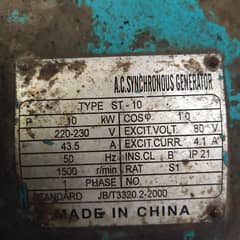 A.C.SYNCHRONOUS GENERATOR
TYPE ST-10
P 10 kW COSφ 1.0
220-230 V EXCIT.VOLT. 80 V
43.5 A EXCIT.CURR. 4.1 A
50 Hz INS.CL B IP 21
1500 r/min RAT S1
1 PHASE NO
STANDARD JB/T3320.2-2000
MADE IN CHINA